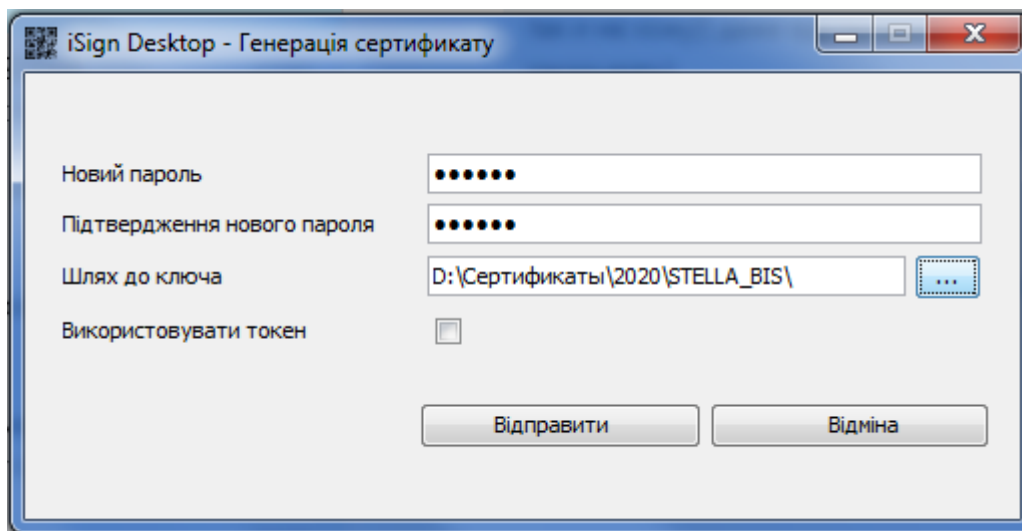 iSign Desktop - Генерація сертифікату
Новий пароль ●●●●●●
Підтвердження нового пароля ●●●●●●
Шлях до ключа D:\Сертификаты\2020\STELLA_BIS\ ...
Використовувати токен
Відправити Відміна